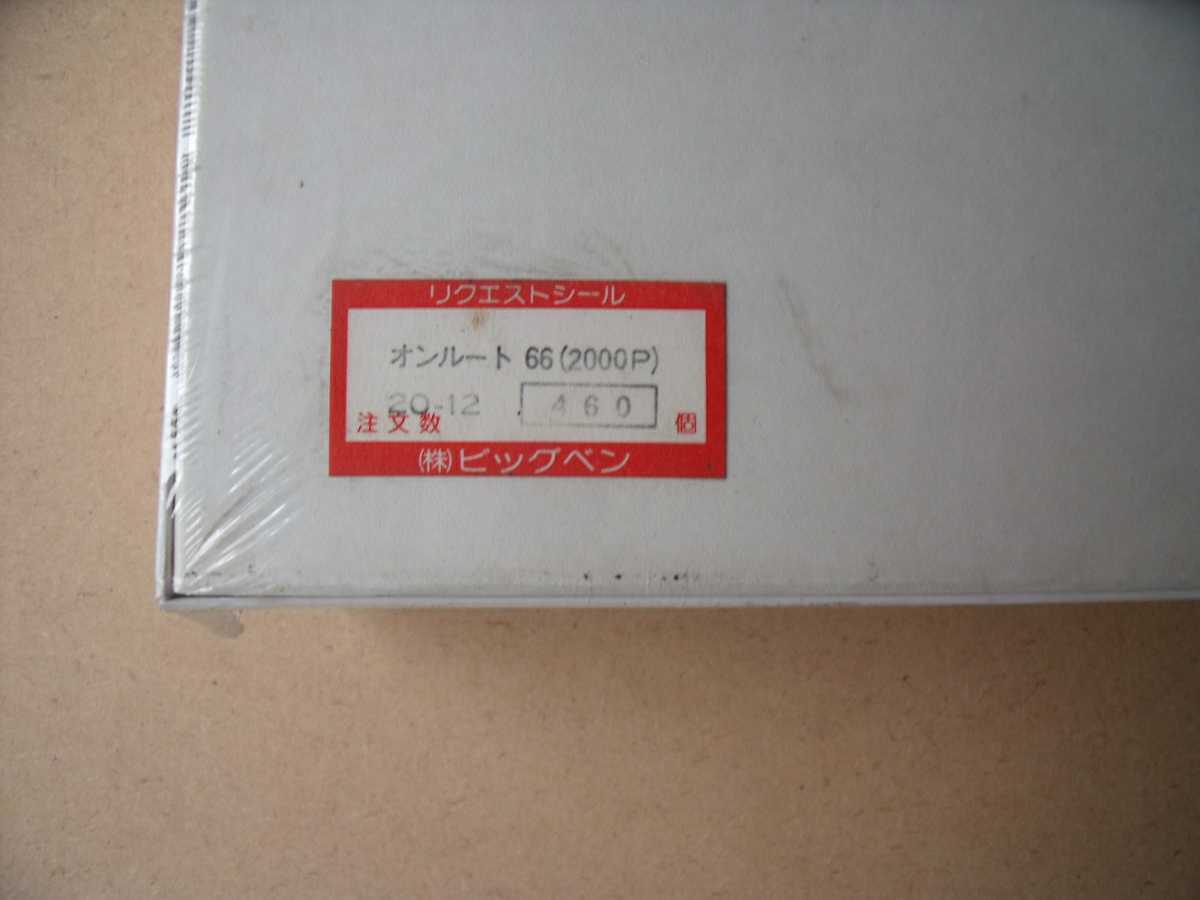 リクエストシール
オンルート 66(2000P)
20-12 460
注文数 個
(株)ビッグベン